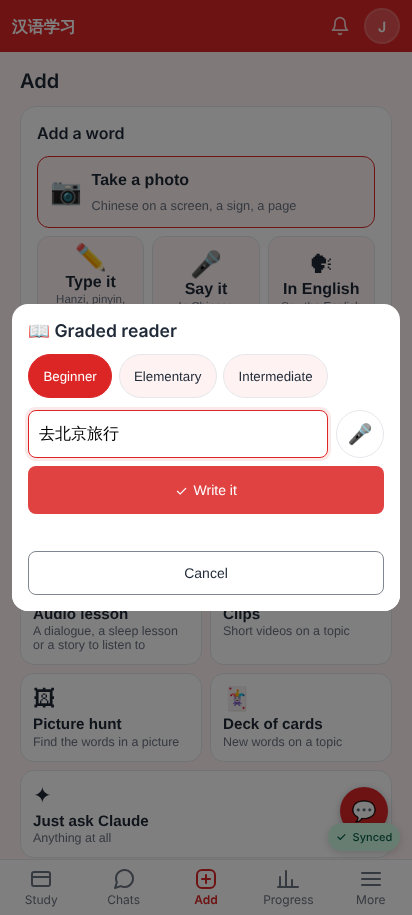 汉语学习
J
Add
Add a word
Take a photo
Chinese on a screen, a sign, a page
Type it
Hanzi, pinyin,
Say it
In English
📖 Graded reader
Beginner
Elementary
Intermediate
去北京旅行
✓ Write it
Cancel
Audio lesson
A dialogue, a sleep lesson
or a story to listen to
Clips
Short videos on a topic
Picture hunt
Find the words in a picture
Deck of cards
New words on a topic
Just ask Claude
Anything at all
✓ Synced
Study
Chats
Add
Progress
More